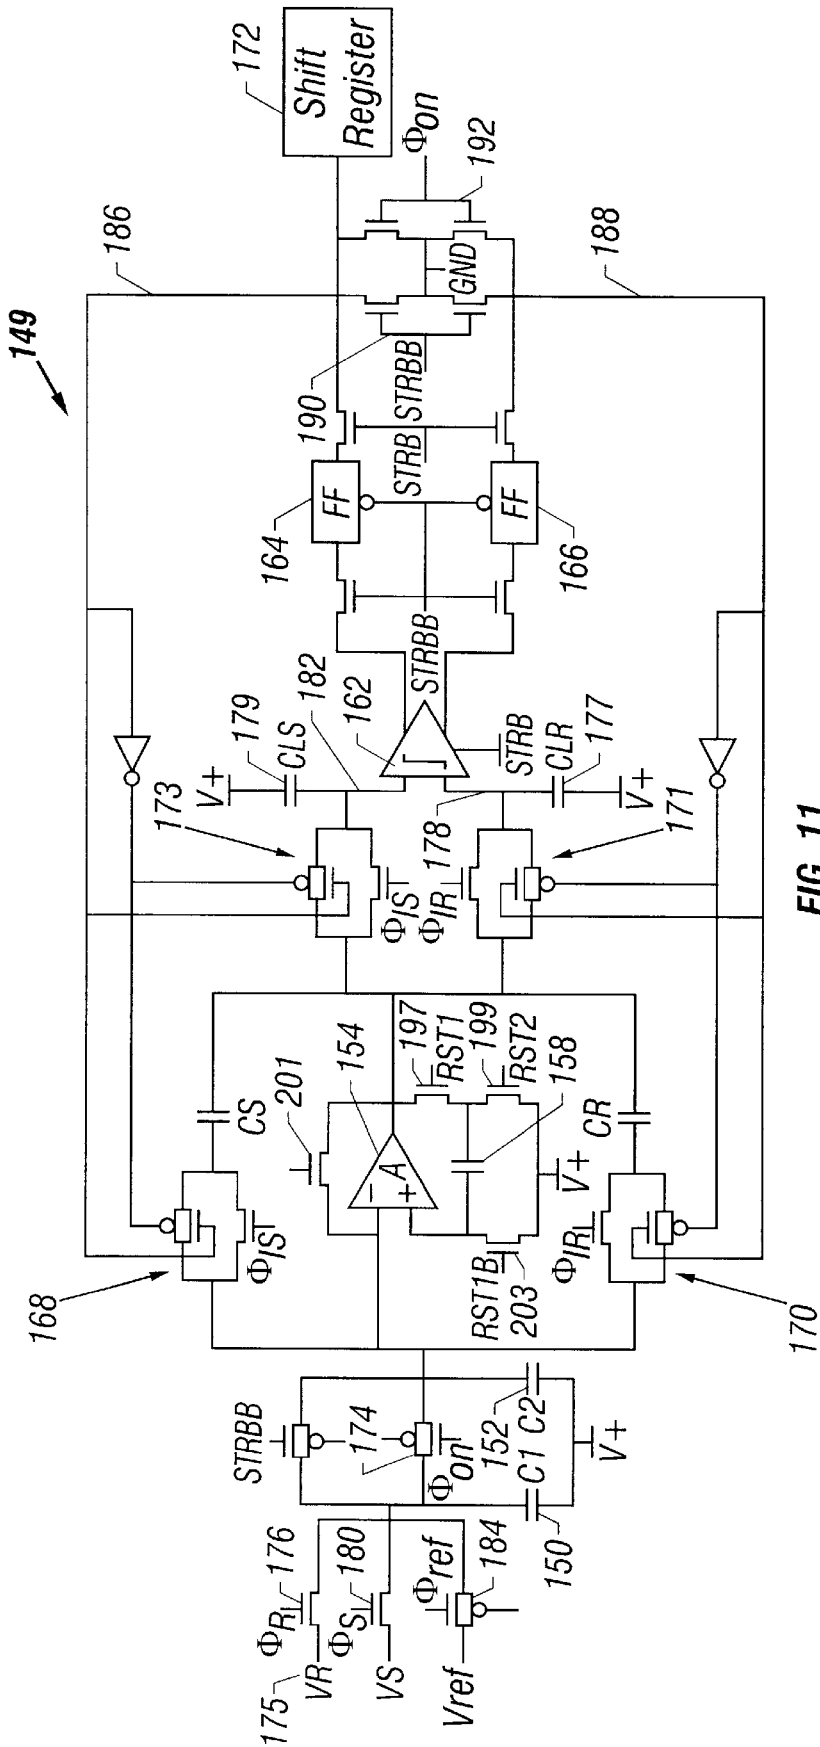 149
186
172
Shift
Register
Φon
192
GND
188
190
STRBB
STRB
164
FF
FF
166
STRBB
182
162
179
CLS
V+
173
STRB
CLR
177
V+
178
171
ΦIS
ΦIR
CS
201
154
A
−
+
197
RST1
199
RST2
158
V+
CR
RST1B
203
ΦIS
168
ΦIR
170
STRBB
174
Φon
152
C2
C1
150
V+
ΦR
176
175
VR
ΦS
180
VS
Φref
184
Vref
FIG. 11